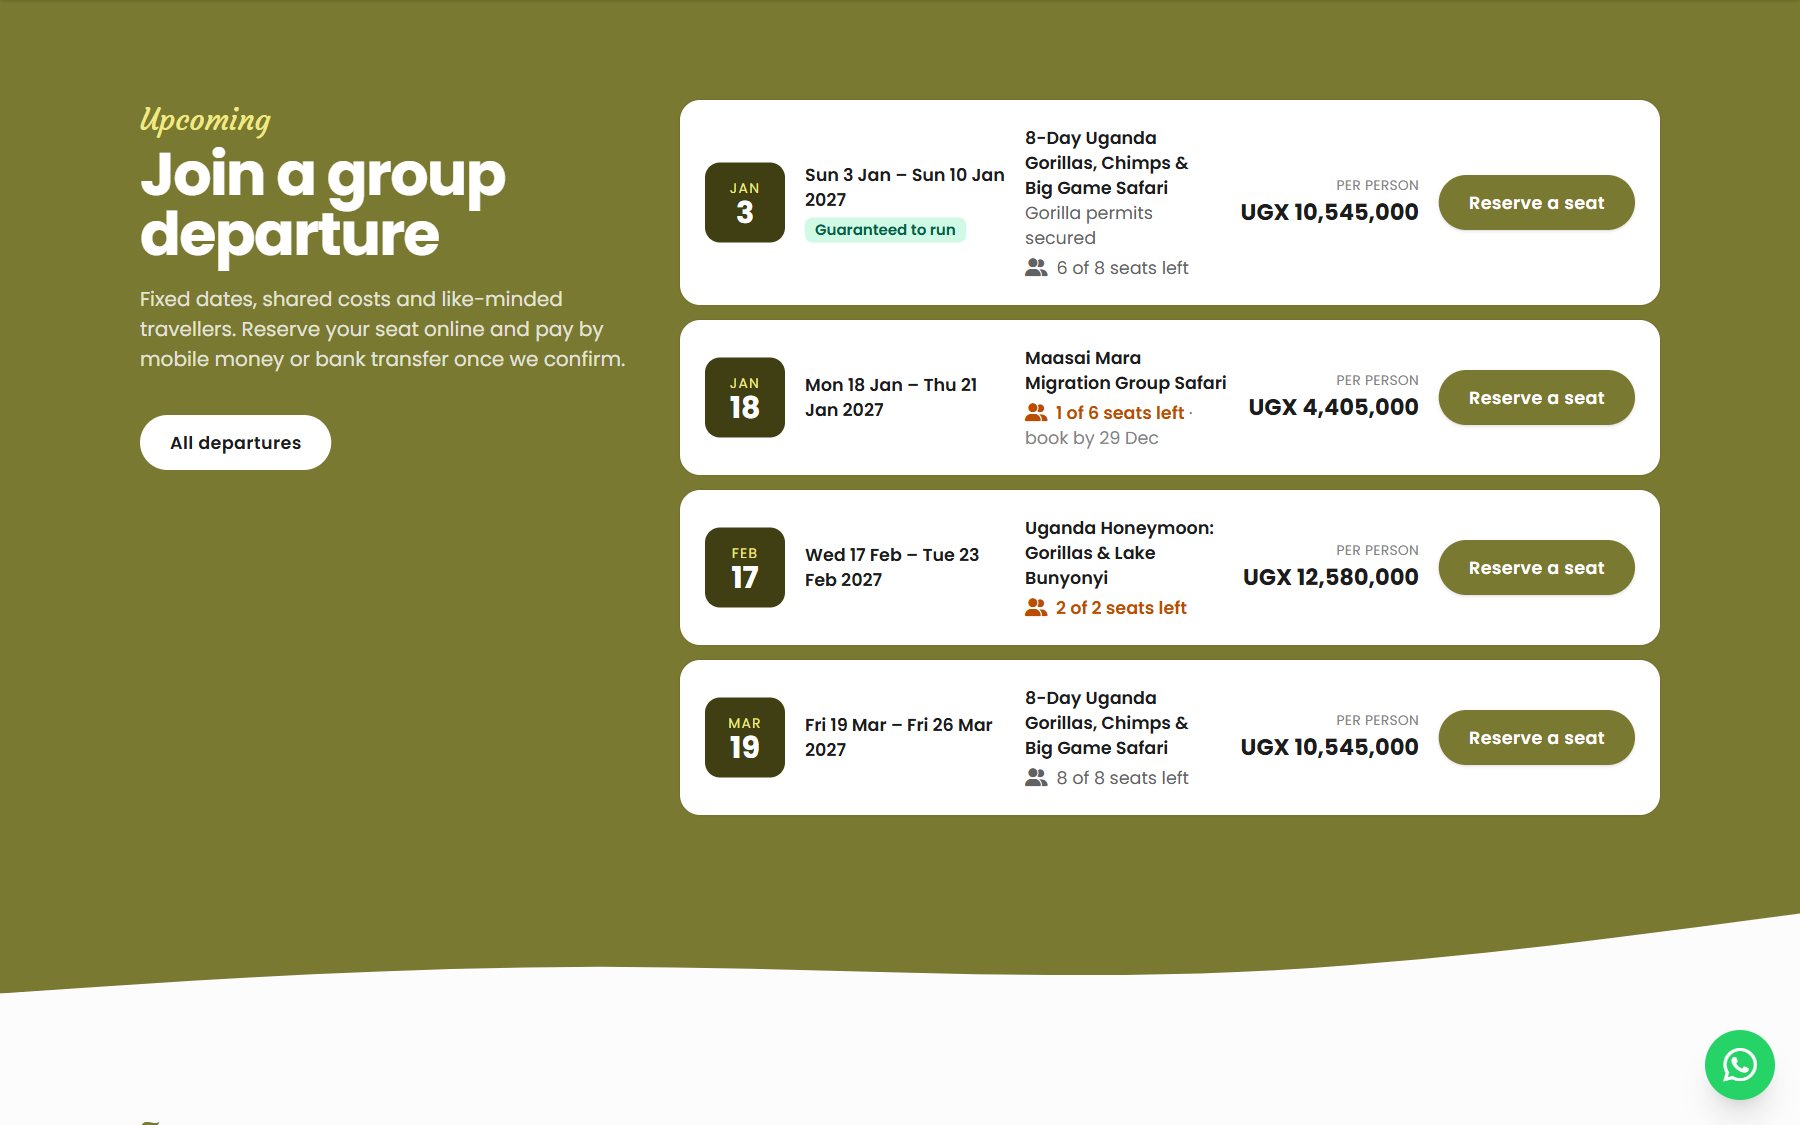 Upcoming
Join a group
departure
Fixed dates, shared costs and like-minded
travellers. Reserve your seat online and pay by
mobile money or bank transfer once we confirm.
All departures
JAN
3
Sun 3 Jan – Sun 10 Jan
2027
Guaranteed to run
8-Day Uganda
Gorillas, Chimps &
Big Game Safari
Gorilla permits
secured
6 of 8 seats left
PER PERSON
UGX 10,545,000
Reserve a seat
JAN
18
Mon 18 Jan – Thu 21
Jan 2027
Maasai Mara
Migration Group Safari
1 of 6 seats left ·
book by 29 Dec
PER PERSON
UGX 4,405,000
Reserve a seat
FEB
17
Wed 17 Feb – Tue 23
Feb 2027
Uganda Honeymoon:
Gorillas & Lake
Bunyonyi
2 of 2 seats left
PER PERSON
UGX 12,580,000
Reserve a seat
MAR
19
Fri 19 Mar – Fri 26 Mar
2027
8-Day Uganda
Gorillas, Chimps &
Big Game Safari
8 of 8 seats left
PER PERSON
UGX 10,545,000
Reserve a seat